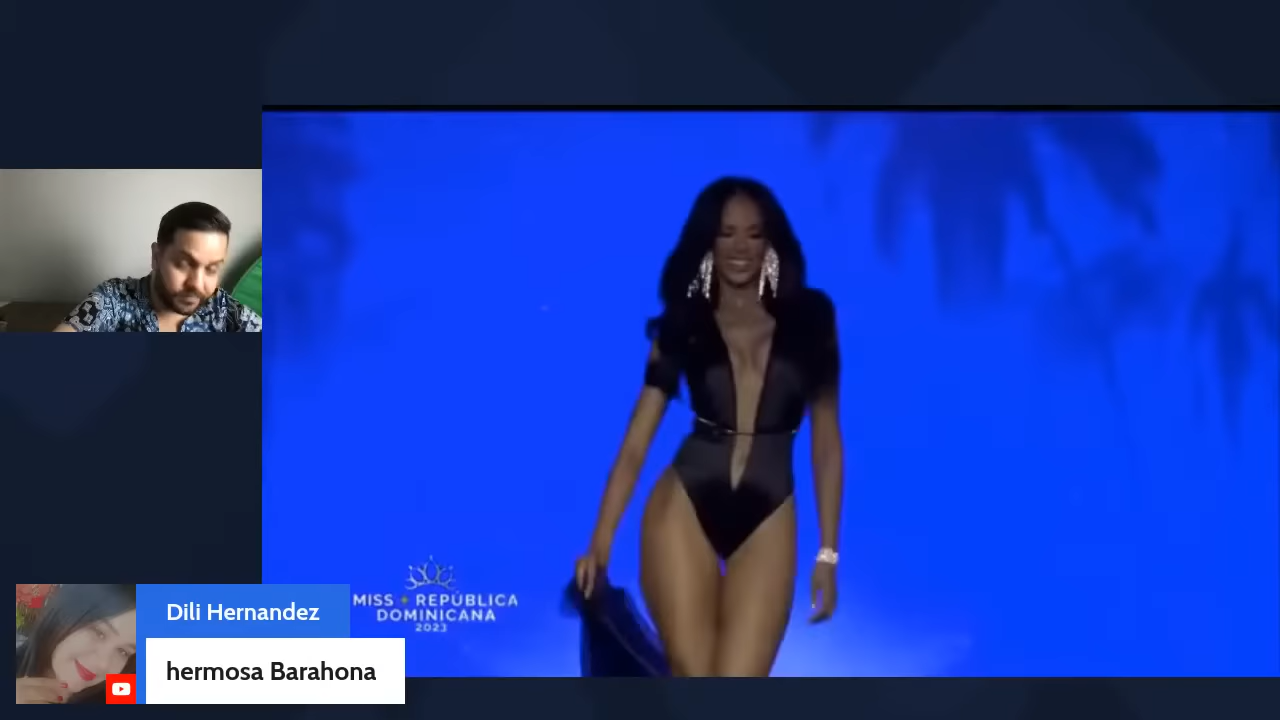 MISS REPÚBLICA
DOMINICANA
2023
Dili Hernandez
hermosa Barahona